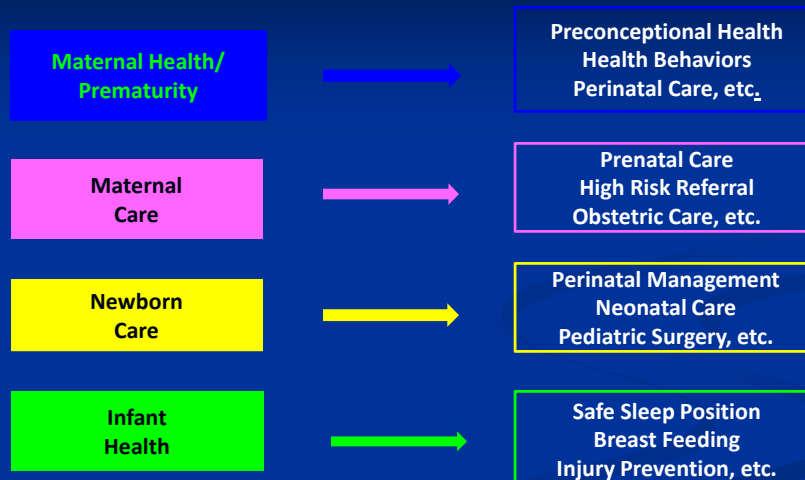 Maternal Health/
Prematurity
Preconceptional Health
Health Behaviors
Perinatal Care, etc.
Maternal
Care
Prenatal Care
High Risk Referral
Obstetric Care, etc.
Newborn
Care
Perinatal Management
Neonatal Care
Pediatric Surgery, etc.
Infant
Health
Safe Sleep Position
Breast Feeding
Injury Prevention, etc.